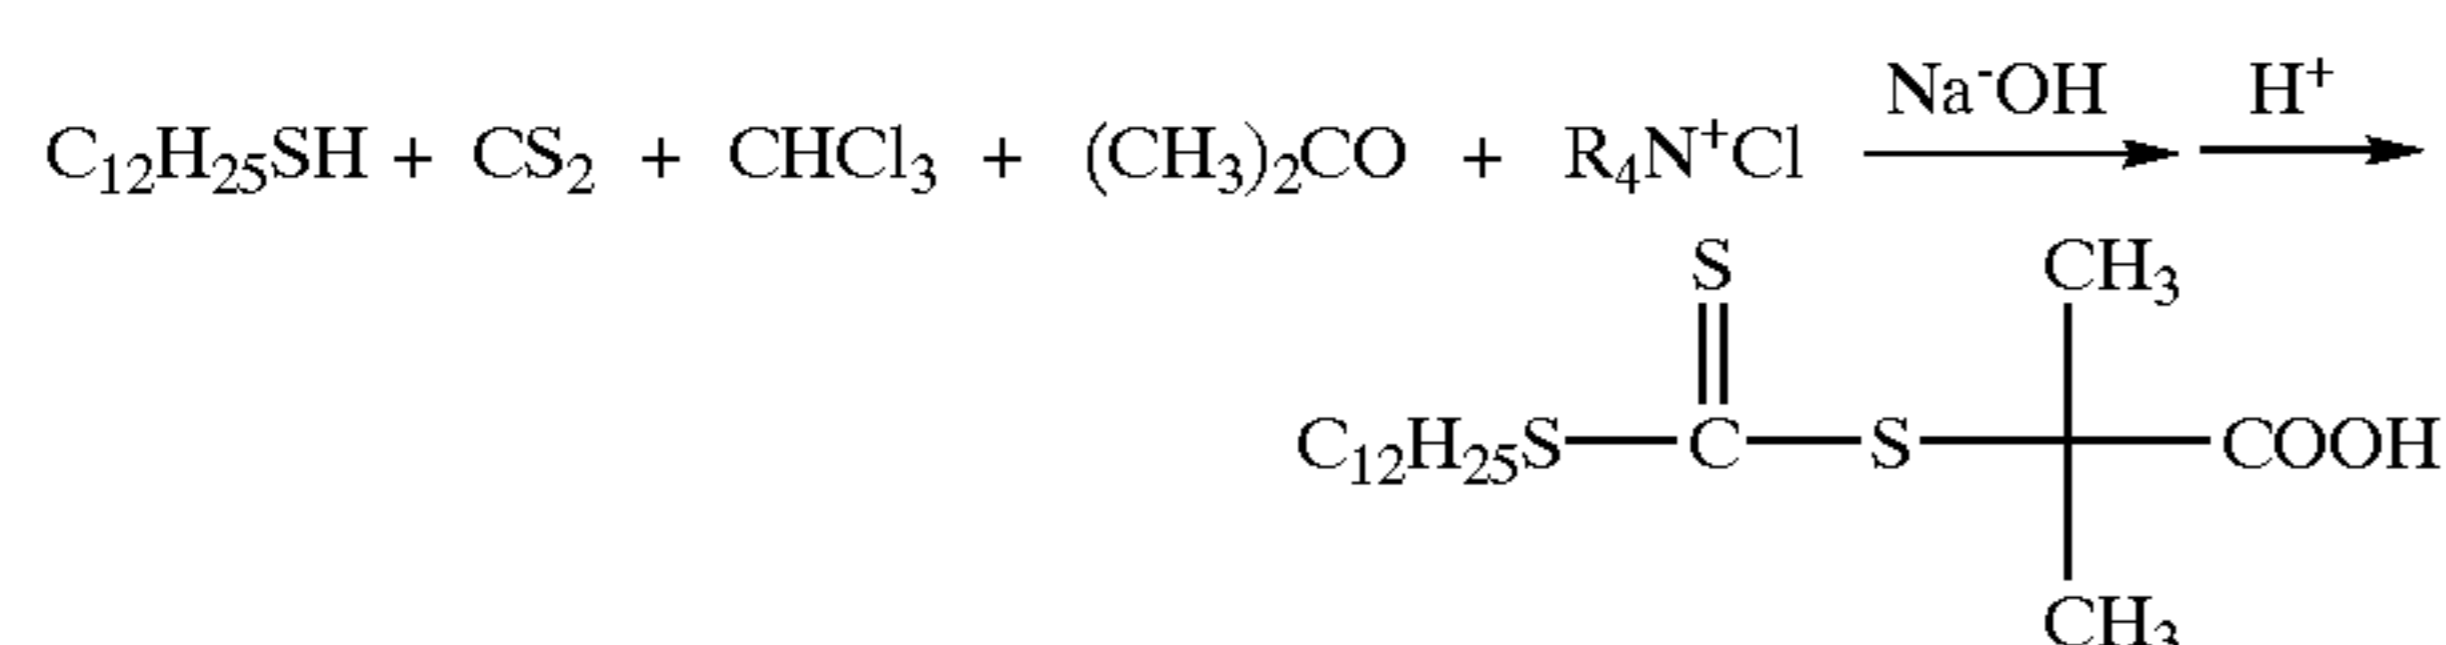 C₁₂H₂₅SH + CS₂ + CHCl₃ + (CH₃)₂CO + R₄N⁺Cl Na⁻OH H⁺
S CH₃
C₁₂H₂₅S C S COOH
CH₃